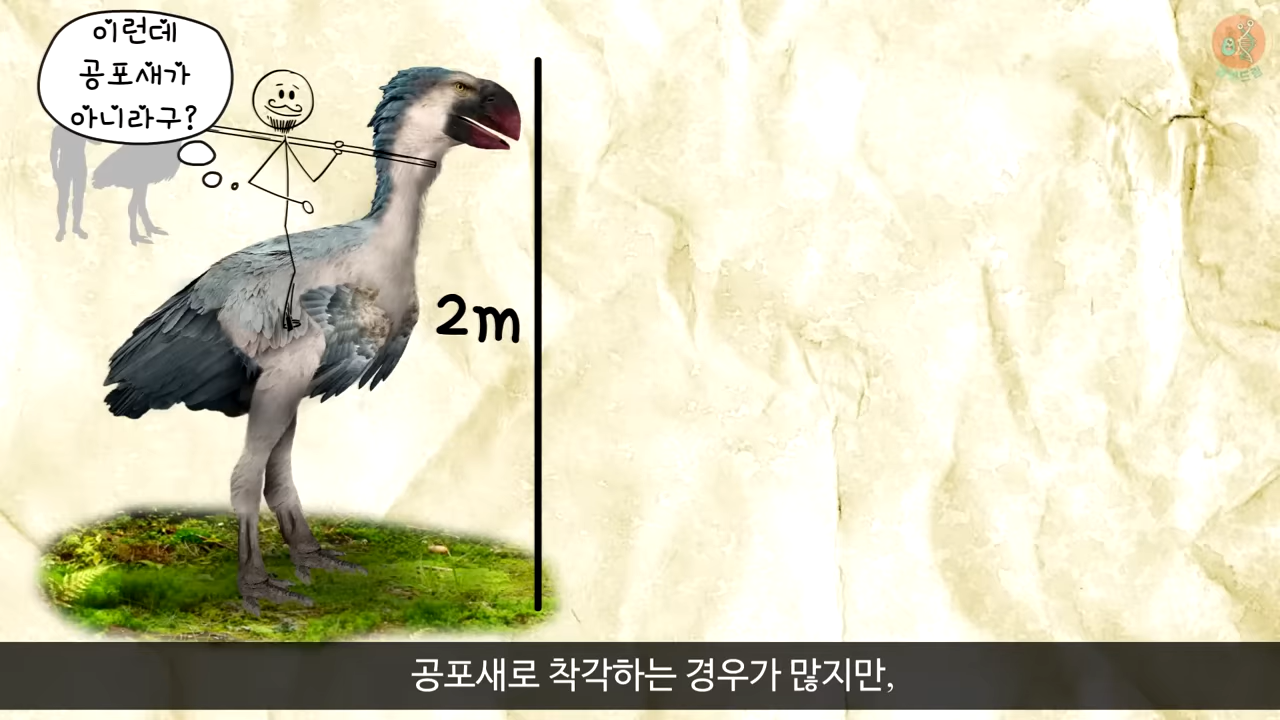 이런데
공포새가
아니라구?
2m
공포새로 착각하는 경우가 많지만,